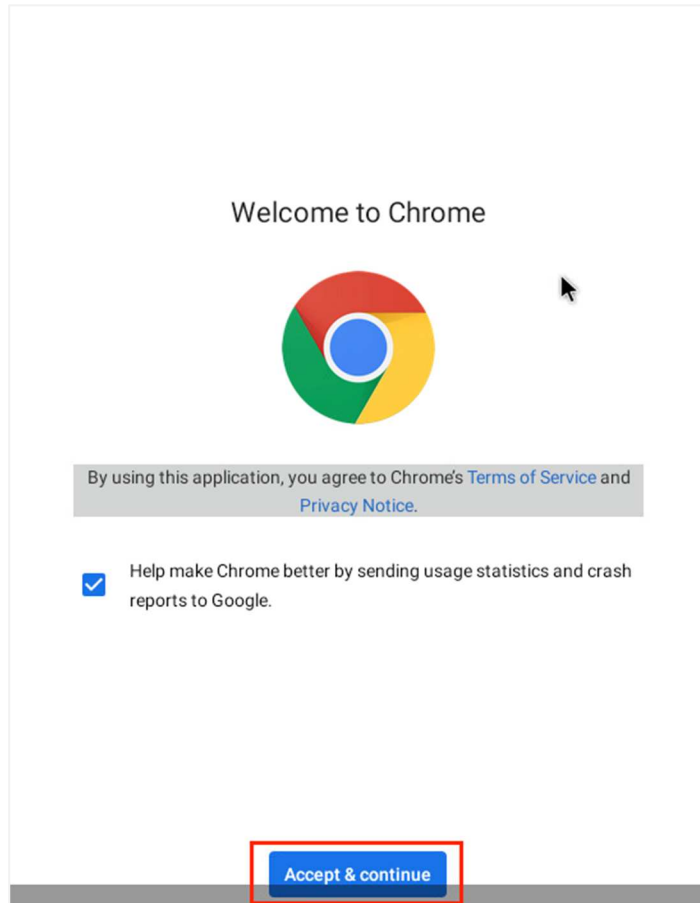 Welcome to Chrome
By using this application, you agree to Chrome's Terms of Service and
Privacy Notice.
Help make Chrome better by sending usage statistics and crash
reports to Google.
Accept & continue